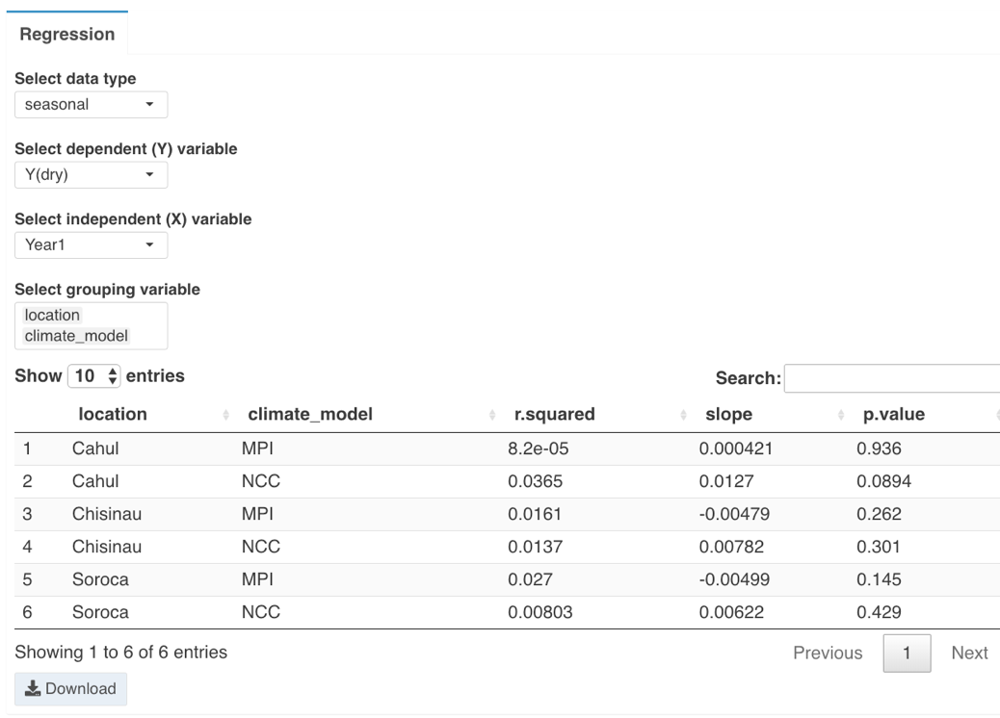 Regression
Select data type
seasonal
Select dependent (Y) variable
Y(dry)
Select independent (X) variable
Year1
Select grouping variable
location
climate_model
Show 10 entries Search:
location climate_model r.squared slope p.value
1 Cahul MPI 8.2e-05 0.000421 0.936
2 Cahul NCC 0.0365 0.0127 0.0894
3 Chisinau MPI 0.0161 -0.00479 0.262
4 Chisinau NCC 0.0137 0.00782 0.301
5 Soroca MPI 0.027 -0.00499 0.145
6 Soroca NCC 0.00803 0.00622 0.429
Showing 1 to 6 of 6 entries Previous 1 Next
Download